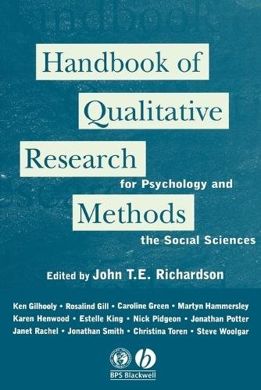 Handbook of
Qualitative
Research
for Psychology and
Methods
the Social Sciences
Edited by John T.E. Richardson
Ken Gilhooly • Rosalind Gill • Caroline Green • Martyn Hammersley
Karen Henwood • Estelle King • Nick Pidgeon • Jonathan Potter
Janet Rachel • Jonathan Smith • Christina Toren • Steve Woolgar
BPS Blackwell